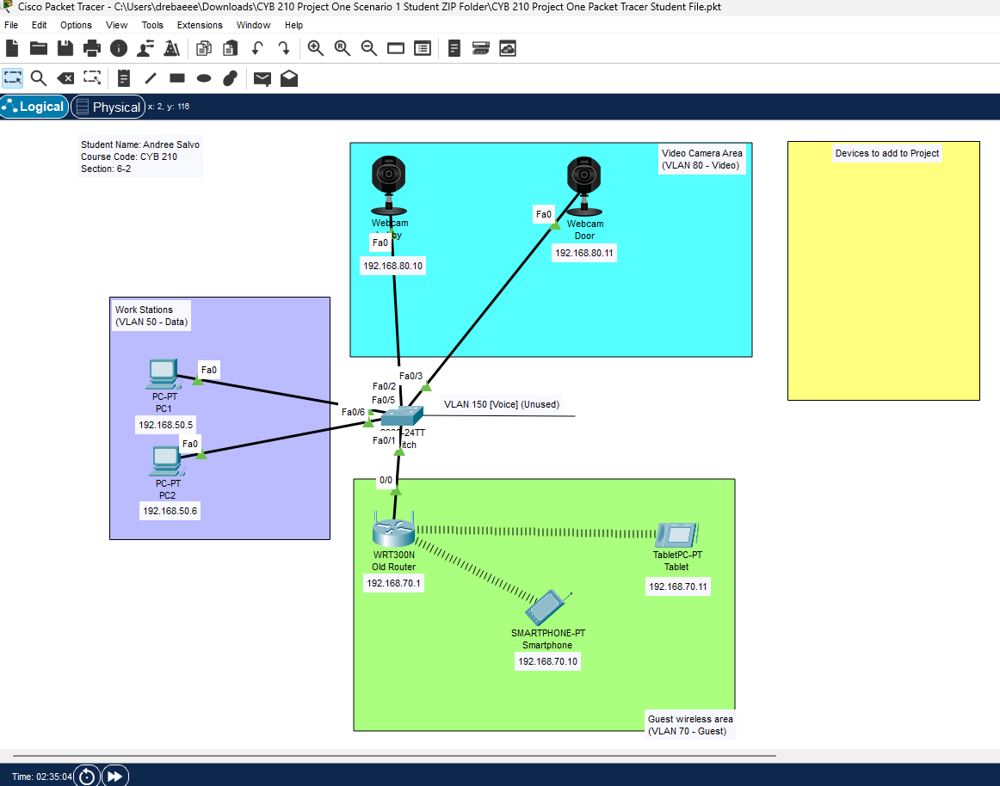 Cisco Packet Tracer - C:\Users\drebaeee\Downloads\CYB 210 Project One Scenario 1 Student ZIP Folder\CYB 210 Project One Packet Tracer Student File.pkt
File Edit Options View Tools Extensions Window Help
Logical Physical x: 2, y: 116
Student Name: Andree Salvo
Course Code: CYB 210
Section: 6-2
Video Camera Area
(VLAN 80 - Video)
Devices to add to Project
Webcam
Fa0
192.168.80.10
Fa0
Webcam
Door
192.168.80.11
Work Stations
(VLAN 50 - Data)
Fa0
PC-PT
PC1
192.168.50.5
Fa0
PC-PT
PC2
192.168.50.6
Fa0/3
Fa0/2
Fa0/5
Fa0/6
Fa0/1
VLAN 150 [Voice] (Unused)
0/0
WRT300N
Old Router
192.168.70.1
TabletPC-PT
Tablet
192.168.70.11
SMARTPHONE-PT
Smartphone
192.168.70.10
Guest wireless area
(VLAN 70 - Guest)
Time: 02:35:04